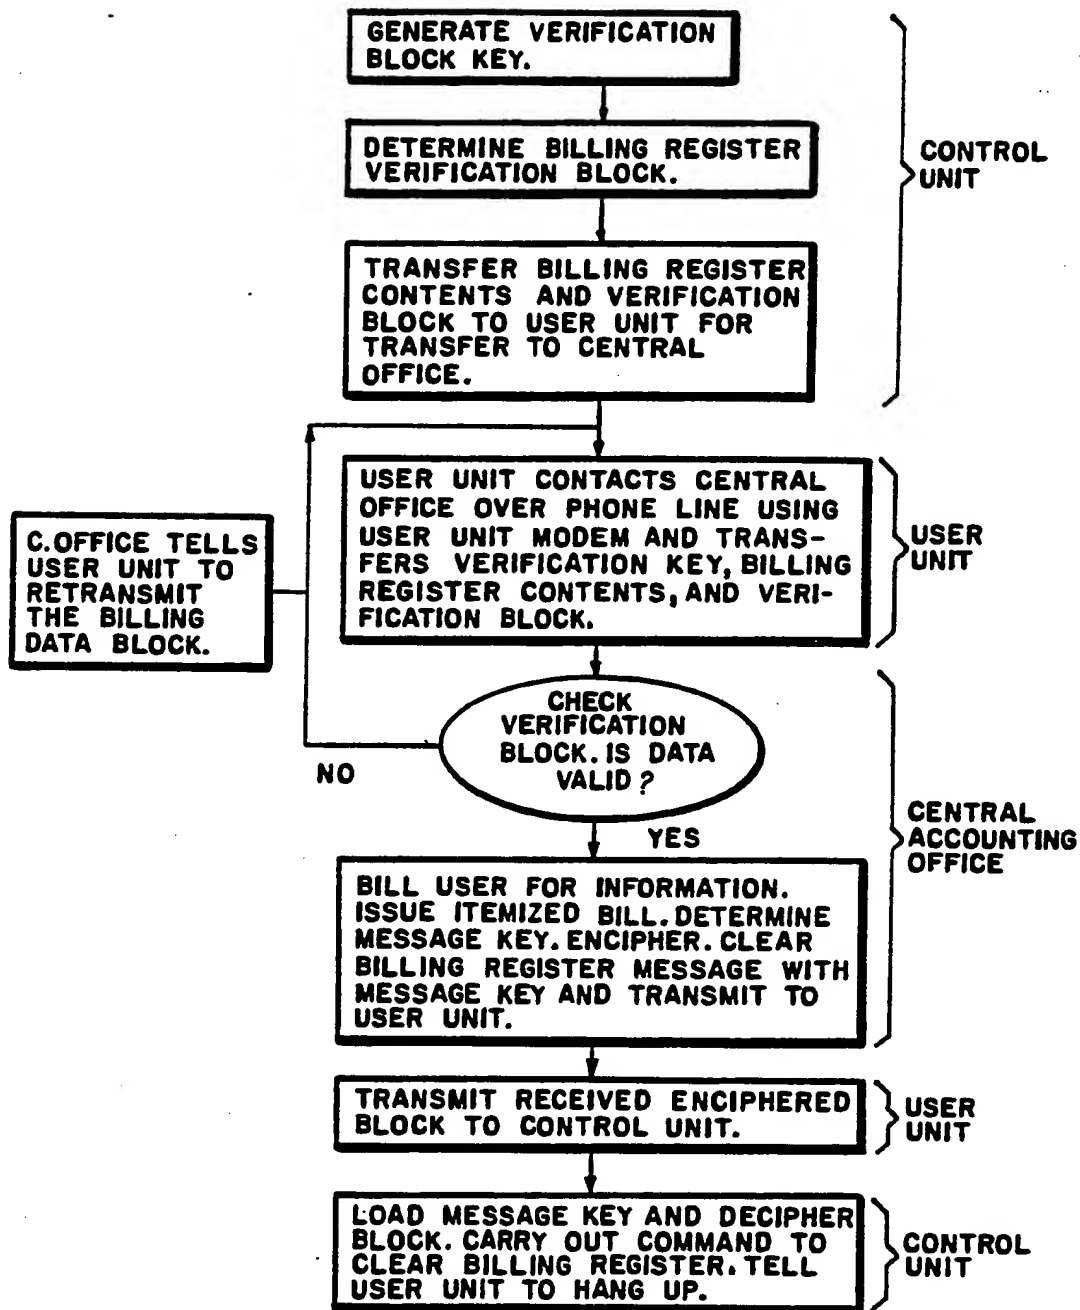 GENERATE VERIFICATION
BLOCK KEY.
DETERMINE BILLING REGISTER
VERIFICATION BLOCK.
TRANSFER BILLING REGISTER
CONTENTS AND VERIFICATION
BLOCK TO USER UNIT FOR
TRANSFER TO CENTRAL
OFFICE.
CONTROL
UNIT
USER UNIT CONTACTS CENTRAL
OFFICE OVER PHONE LINE USING
USER UNIT MODEM AND TRANS-
FERS VERIFICATION KEY, BILLING
REGISTER CONTENTS, AND VERI-
FICATION BLOCK.
USER
UNIT
C.OFFICE TELLS
USER UNIT TO
RETRANSMIT
THE BILLING
DATA BLOCK.
CHECK
VERIFICATION
BLOCK. IS DATA
VALID?
NO
YES
CENTRAL
ACCOUNTING
OFFICE
BILL USER FOR INFORMATION.
ISSUE ITEMIZED BILL. DETERMINE
MESSAGE KEY. ENCIPHER. CLEAR
BILLING REGISTER MESSAGE WITH
MESSAGE KEY AND TRANSMIT TO
USER UNIT.
TRANSMIT RECEIVED ENCIPHERED
BLOCK TO CONTROL UNIT.
USER
UNIT
LOAD MESSAGE KEY AND DECIPHER
BLOCK. CARRY OUT COMMAND TO
CLEAR BILLING REGISTER. TELL
USER UNIT TO HANG UP.
CONTROL
UNIT